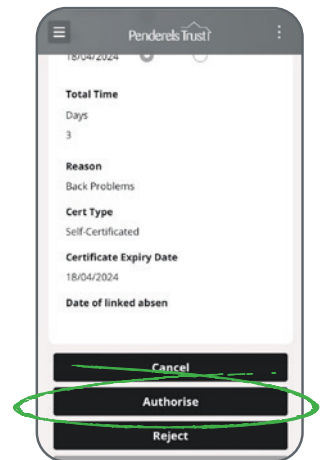 Penderels Trust
18/04/2024
Total Time
Days
3
Reason
Back Problems
Cert Type
Self-Certificated
Certificate Expiry Date
18/04/2024
Date of linked absen
Cancel
Authorise
Reject